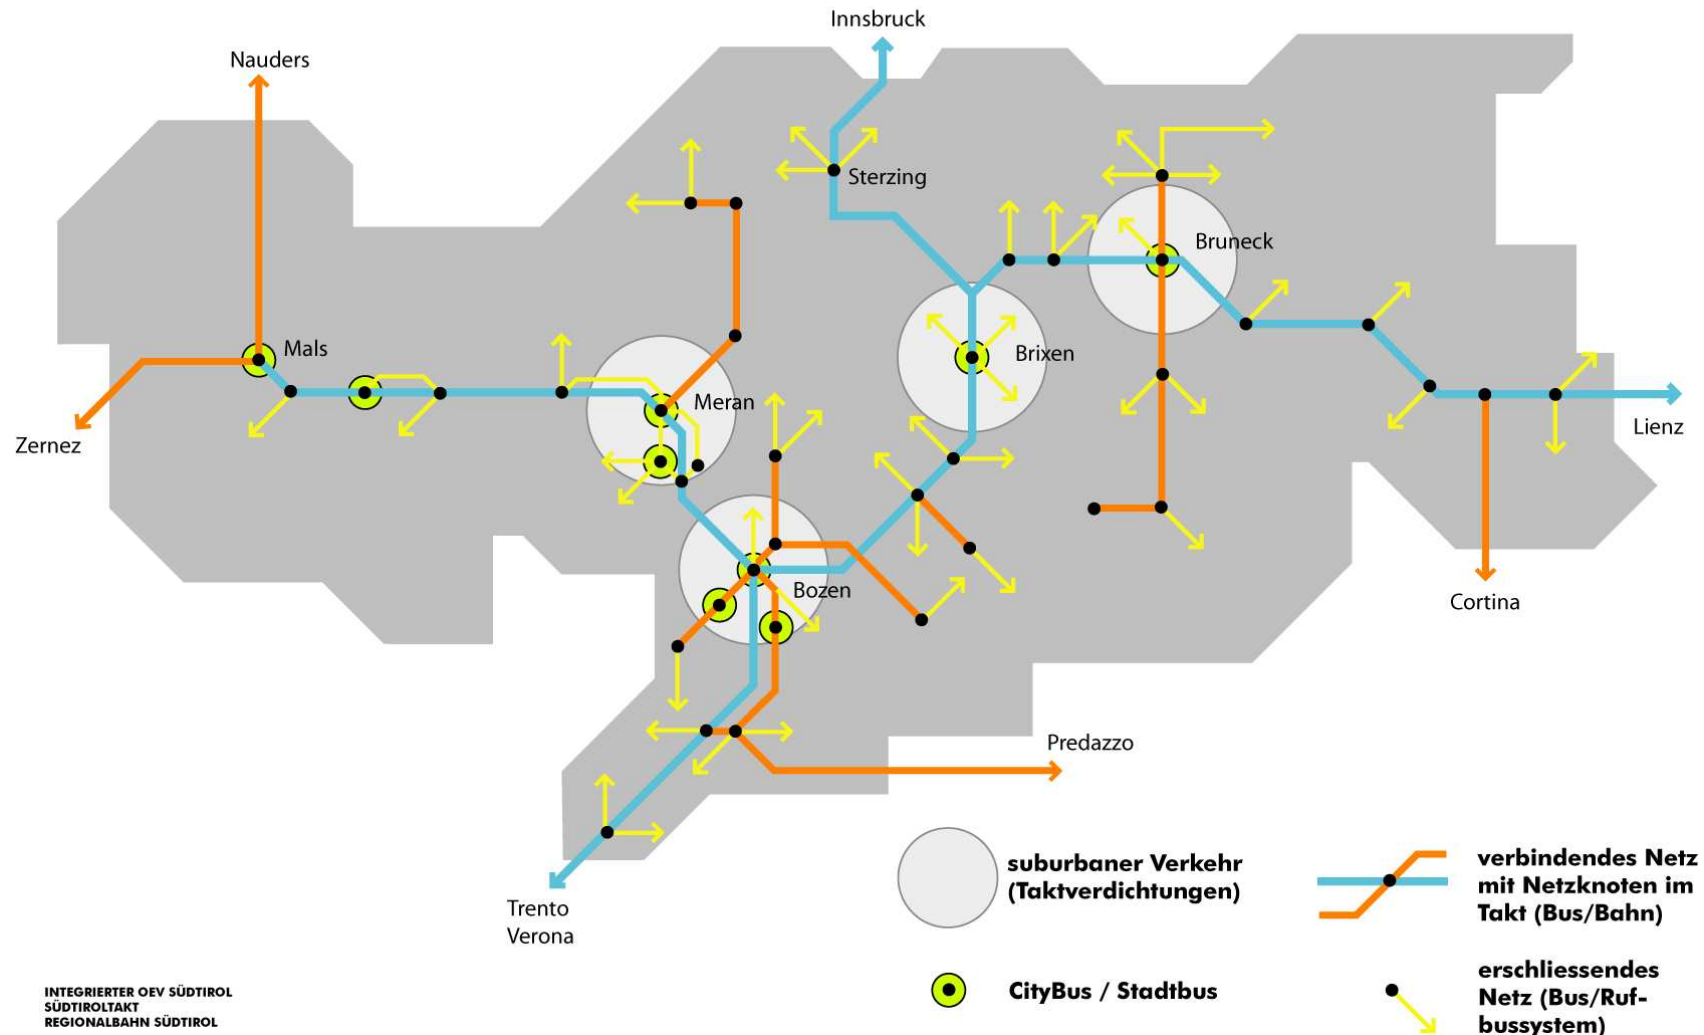 Innsbruck
Nauders
Sterzing
Bruneck
Mals
Brixen
Meran
Zernez
Lienz
Bozen
Cortina
Predazzo
Trento
Verona
suburbaner Verkehr
(Taktverdichtungen)
verbindendes Netz
mit Netzknoten im
Takt (Bus/Bahn)
CityBus / Stadtbus
erschliessendes
Netz (Bus/Ruf-
bussystem)
INTEGRIERTER OEV SÜDTIROL
SÜDTIROLTAKT
REGIONALBAHN SÜDTIROL